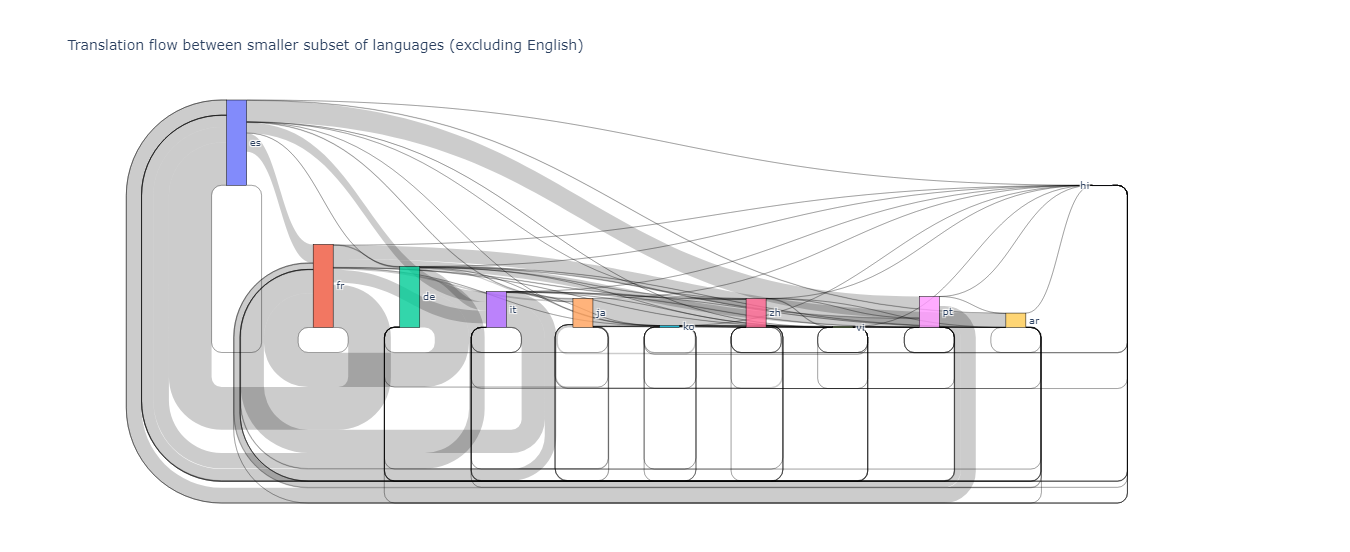 Translation flow between smaller subset of languages (excluding English)
es
hi
fr
de
it
ja
ko
zh
vi
pt
ar